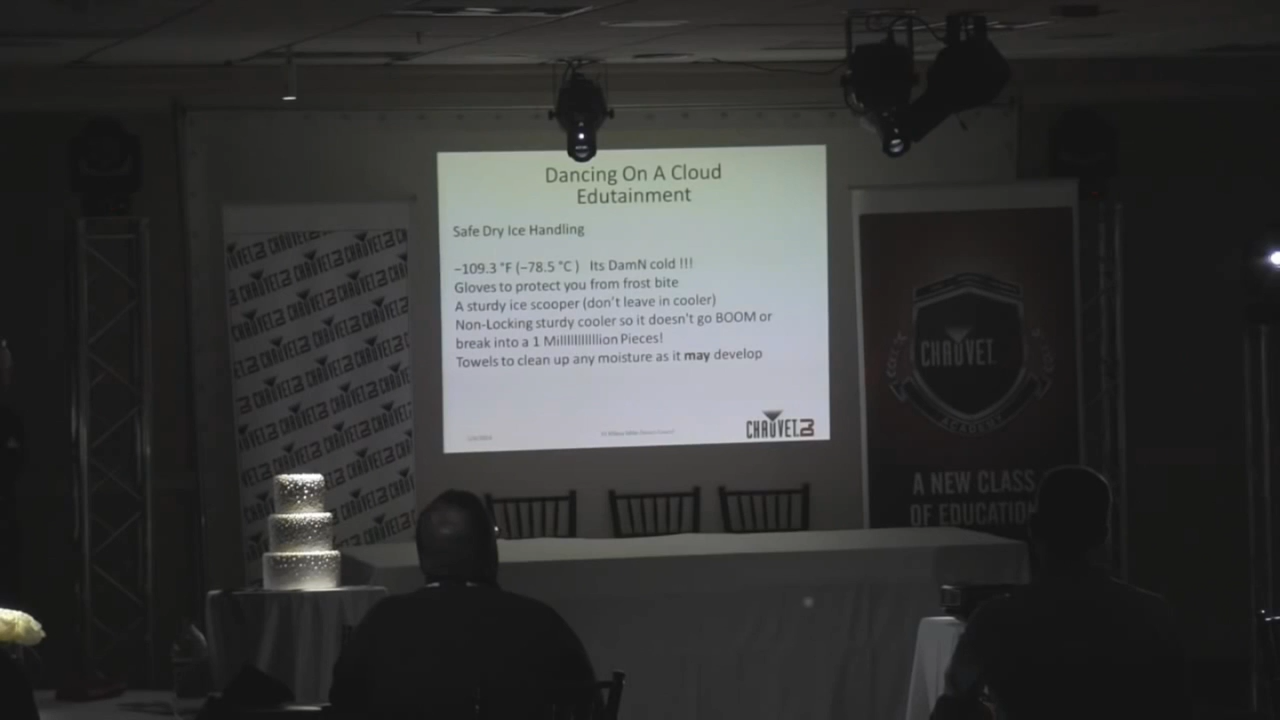 Dancing On A Cloud
Edutainment
Safe Dry Ice Handling
−109.3 °F (−78.5 °C ) Its DamN cold !!!
Gloves to protect you from frost bite
A sturdy ice scooper (don't leave in cooler)
Non-Locking sturdy cooler so it doesn't go BOOM or
break into a 1 Millllllllllion Pieces!
Towels to clean up any moisture as it may develop
CHAUVET
CHAUVET
CHAUVET
ACADEMY
A NEW CLASS
OF EDUCATION